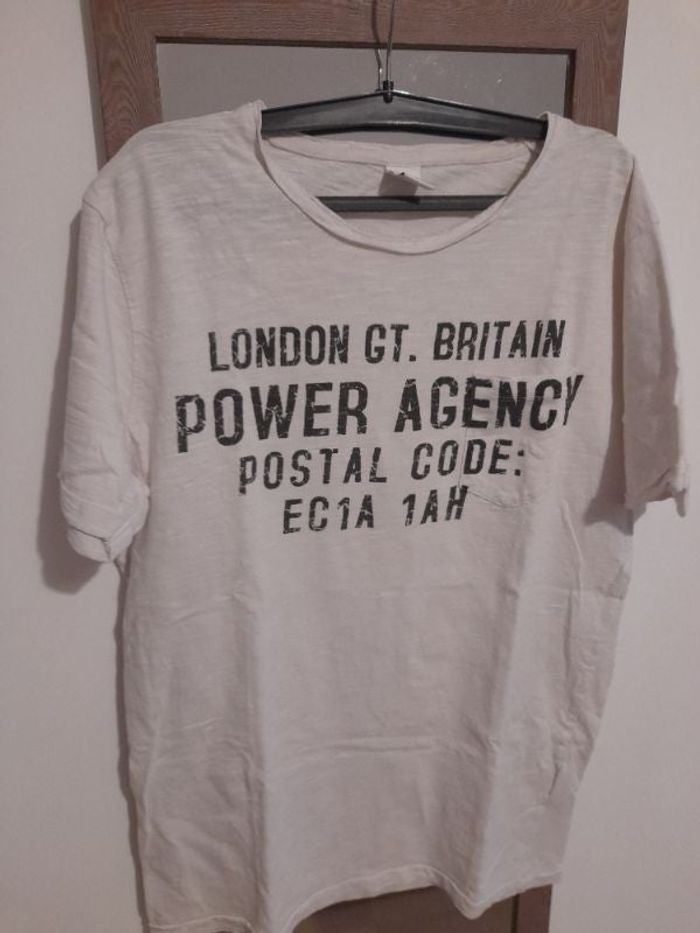 LONDON GT. BRITAIN
POWER AGENCY
POSTAL CODE:
EC1A 1AH